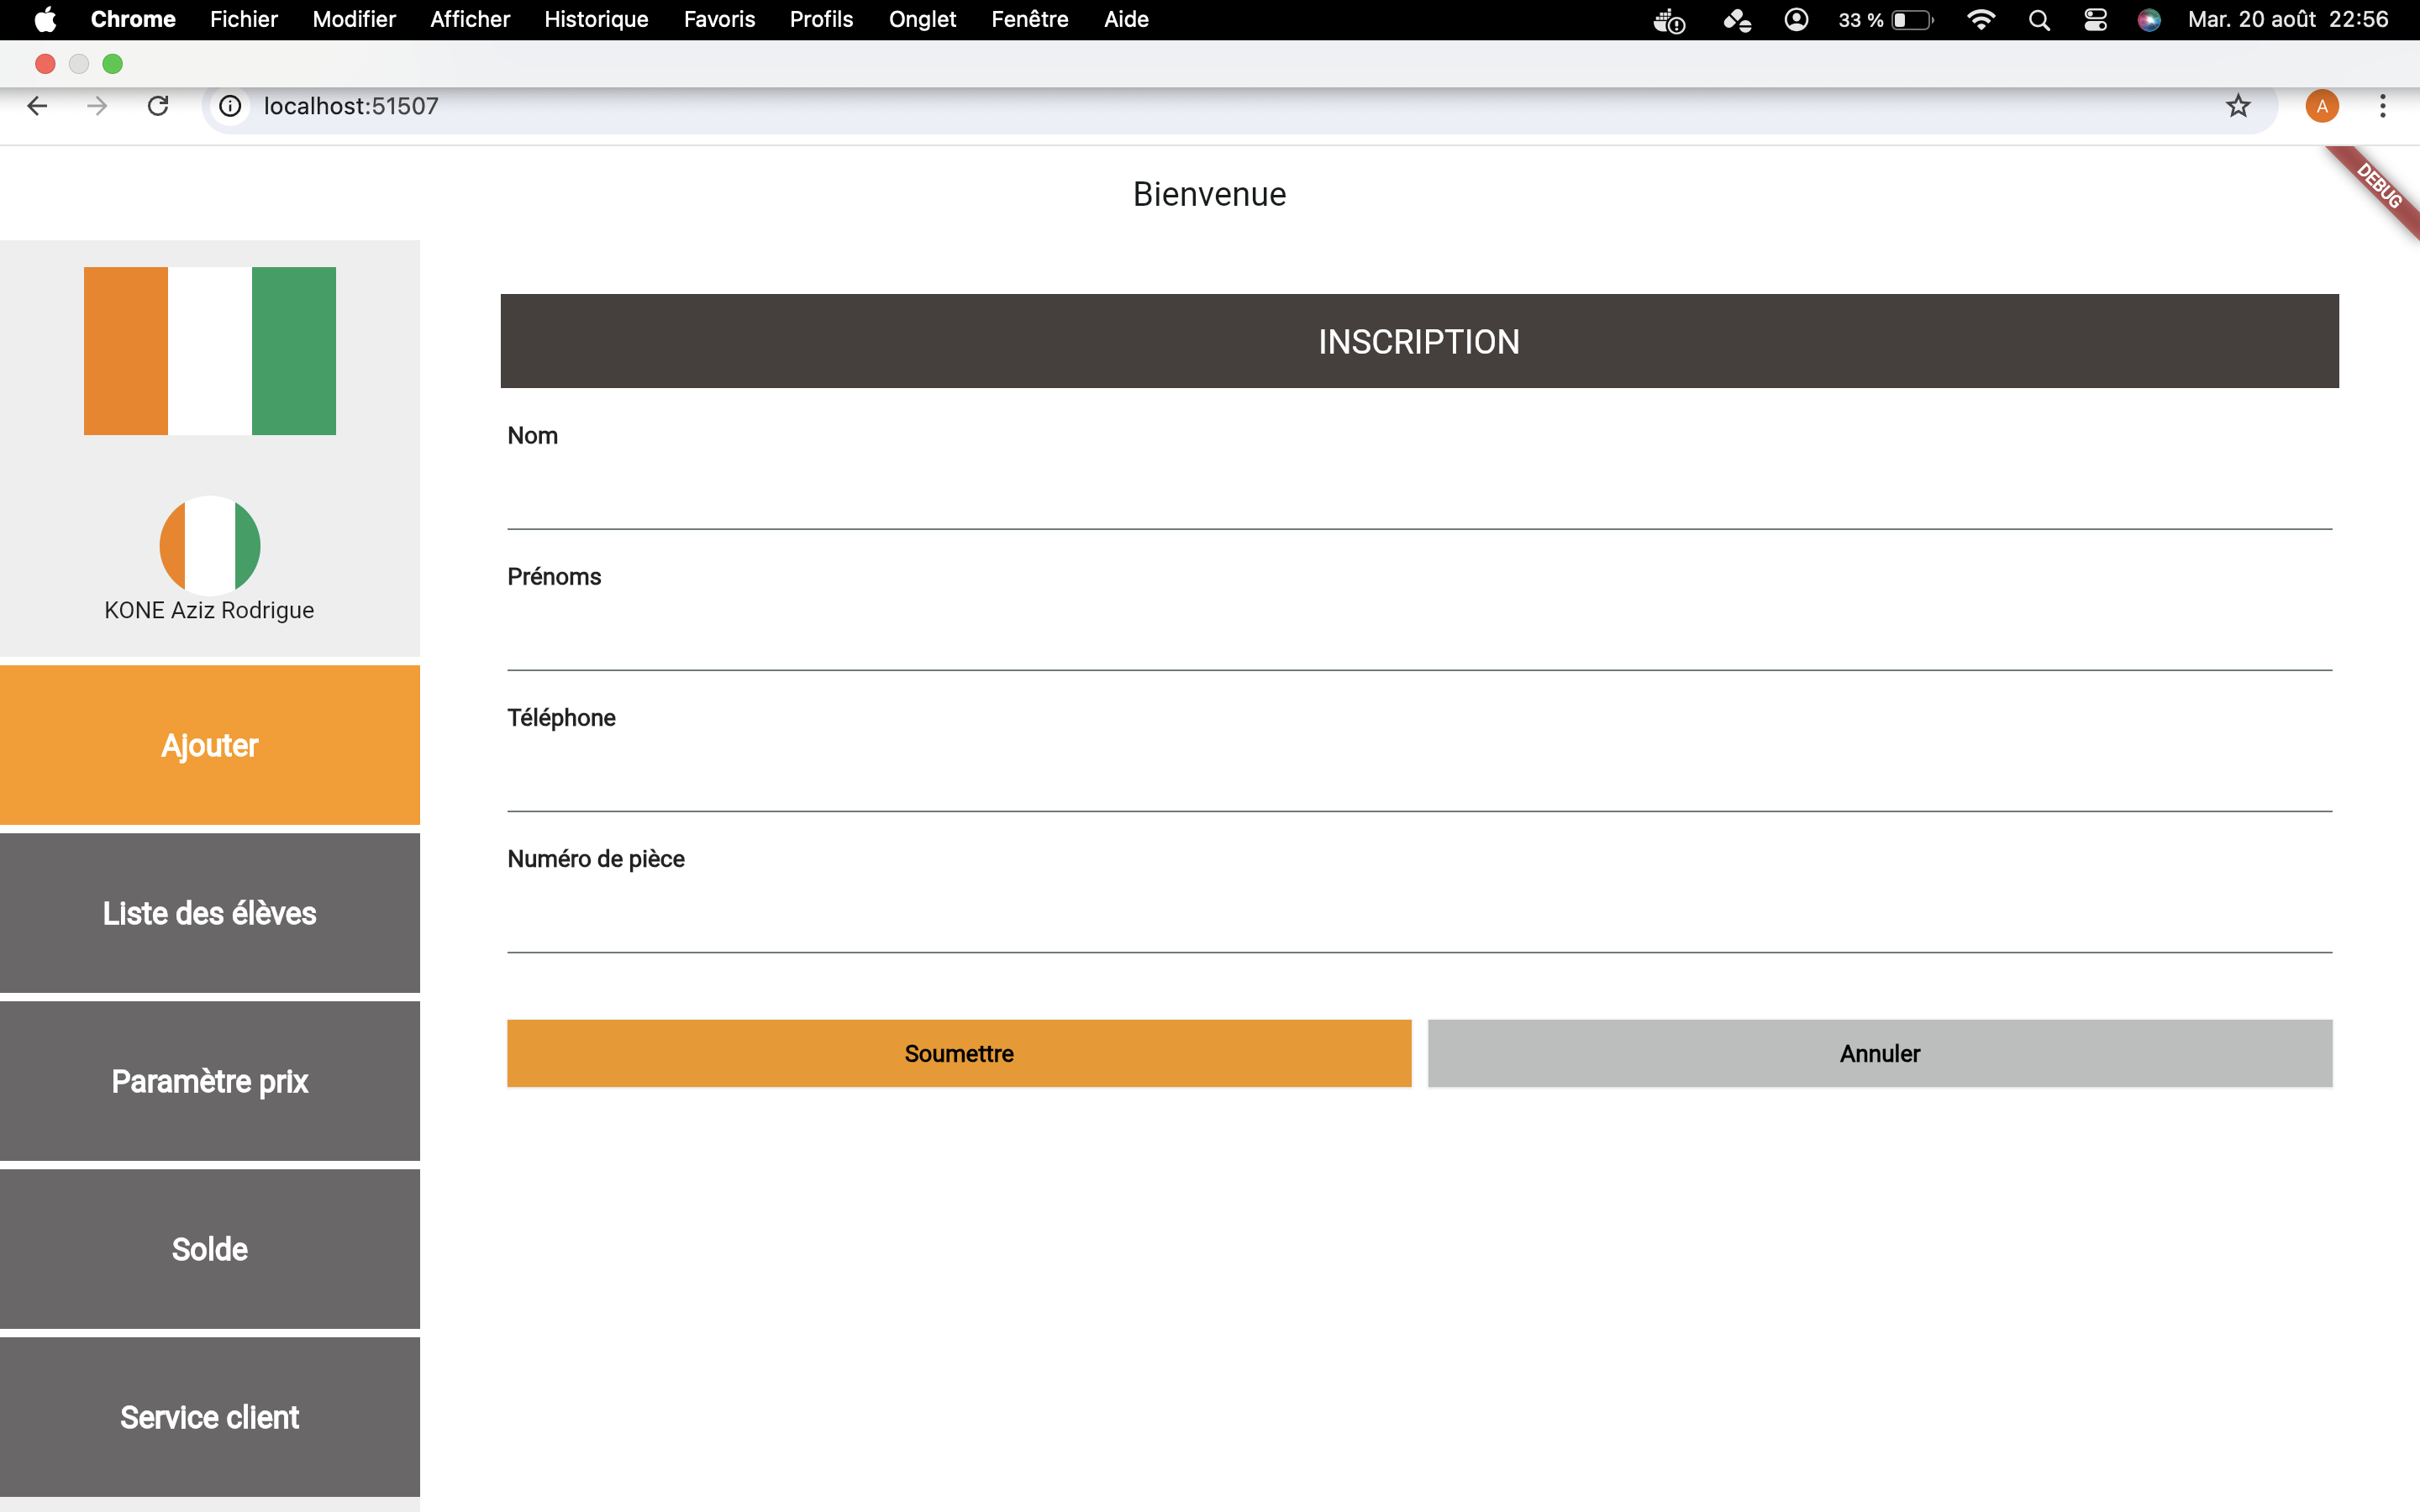 Chrome Fichier Modifier Afficher Historique Favoris Profils Onglet Fenêtre Aide 33 % Mar. 20 août 22:56
localhost:51507 A
Bienvenue
DEBUG
INSCRIPTION
Nom
Prénoms
KONE Aziz Rodrigue
Téléphone
Ajouter
Numéro de pièce
Liste des élèves
Soumettre Annuler
Paramètre prix
Solde
Service client